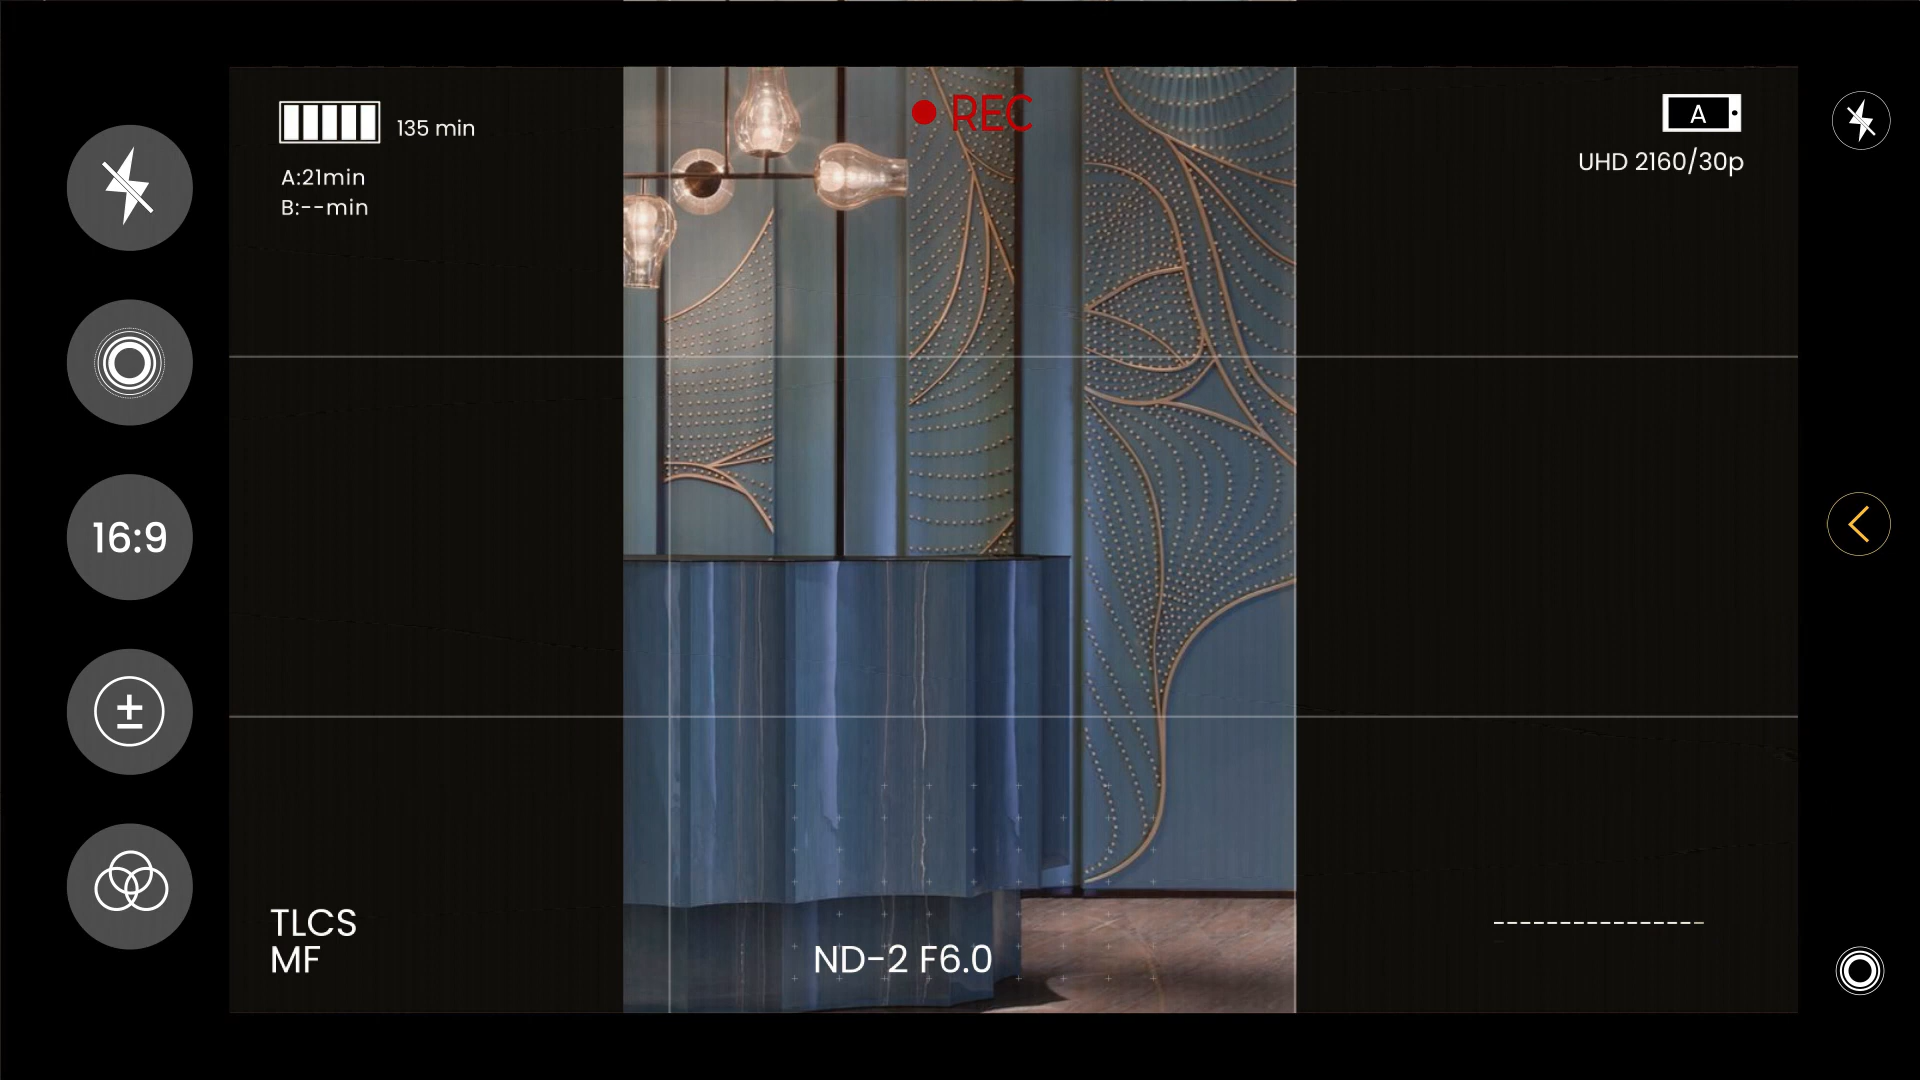 135 min
A:21min
B:--min
REC
A
UHD 2160/30p
16:9
TLCS
MF
ND-2 F6.0